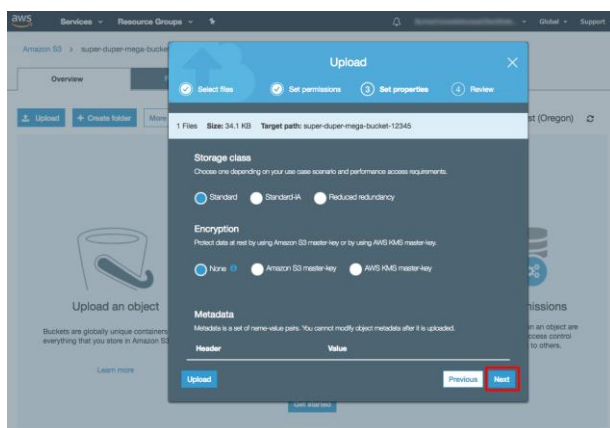 aws Services Resource Groups Global Support
Amazon S3 > super-duper-mega-bucket
Overview
Upload
Select files Set permissions 3 Set properties 4 Review
Upload + Create folder More
st (Oregon)
1 Files Size: 34.1 KB Target path: super-duper-mega-bucket-12345
Storage class
Choose one depending on your use case scenario and performance access requirements.
Standard Standard-IA Reduced redundancy
Encryption
Protect data at rest by using Amazon S3 master-key or by using AWS KMS master-key.
None Amazon S3 master-key AWS KMS master-key
Metadata
Metadata is a set of name-value pairs. You cannot modify object metadata after it is uploaded.
Header Value
Upload Previous Next
Upload an object
Buckets are globally unique containers
everything that you store in Amazon S3
Learn more
missions
on an object are
ccess control
to others.
Get started